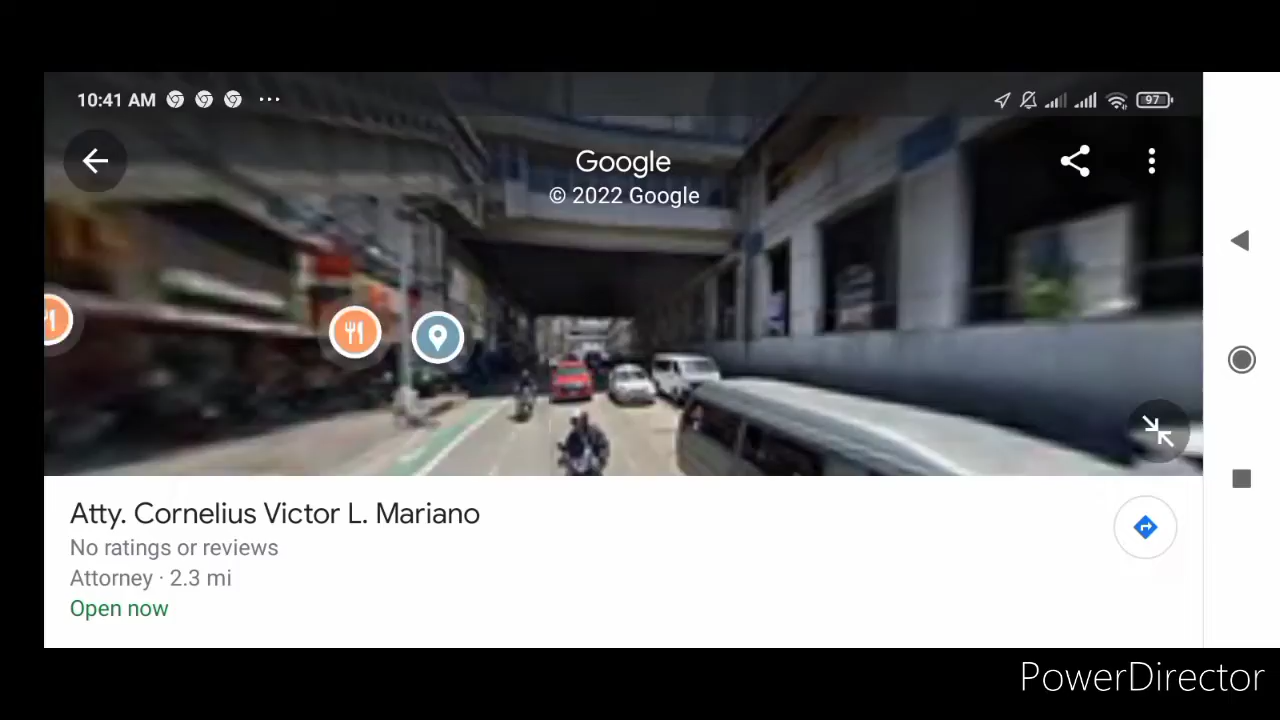 10:41 AM
97
Google
© 2022 Google
Atty. Cornelius Victor L. Mariano
No ratings or reviews
Attorney · 2.3 mi
Open now
PowerDirector